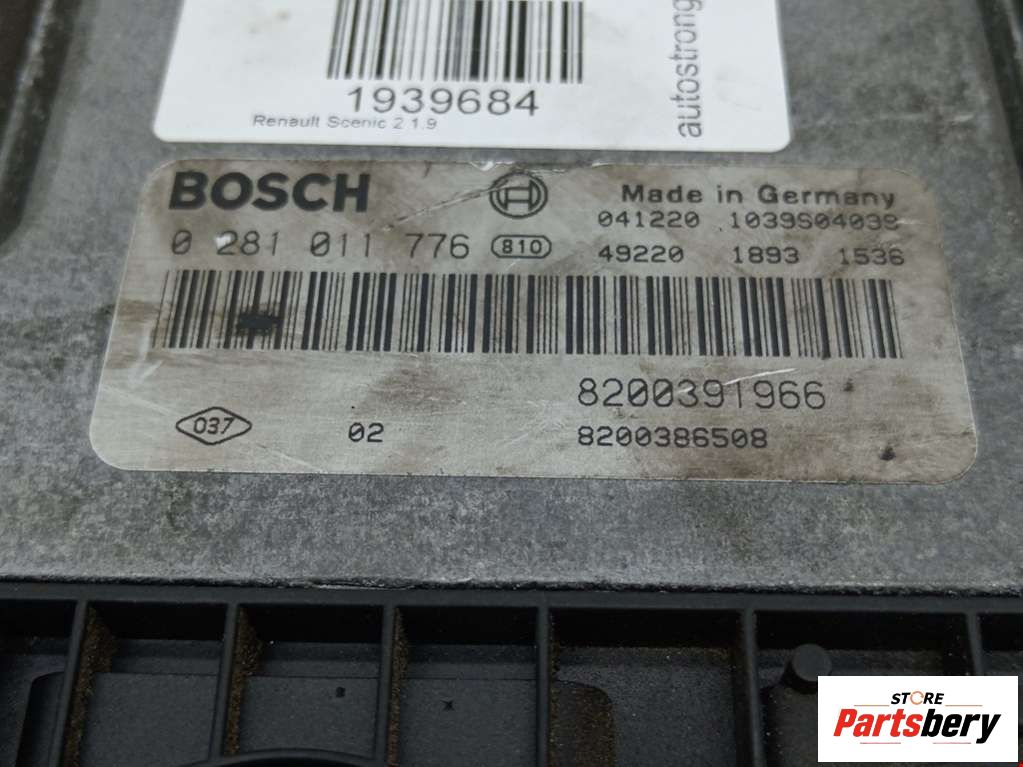 1939684
Renault Scenic 2 1.9
autostrong
BOSCH
Made in Germany
041220 1039S04039
0 281 011 776 810
49220 1893 1536
8200391966
037 02 8200386508
STORE
Partsbery